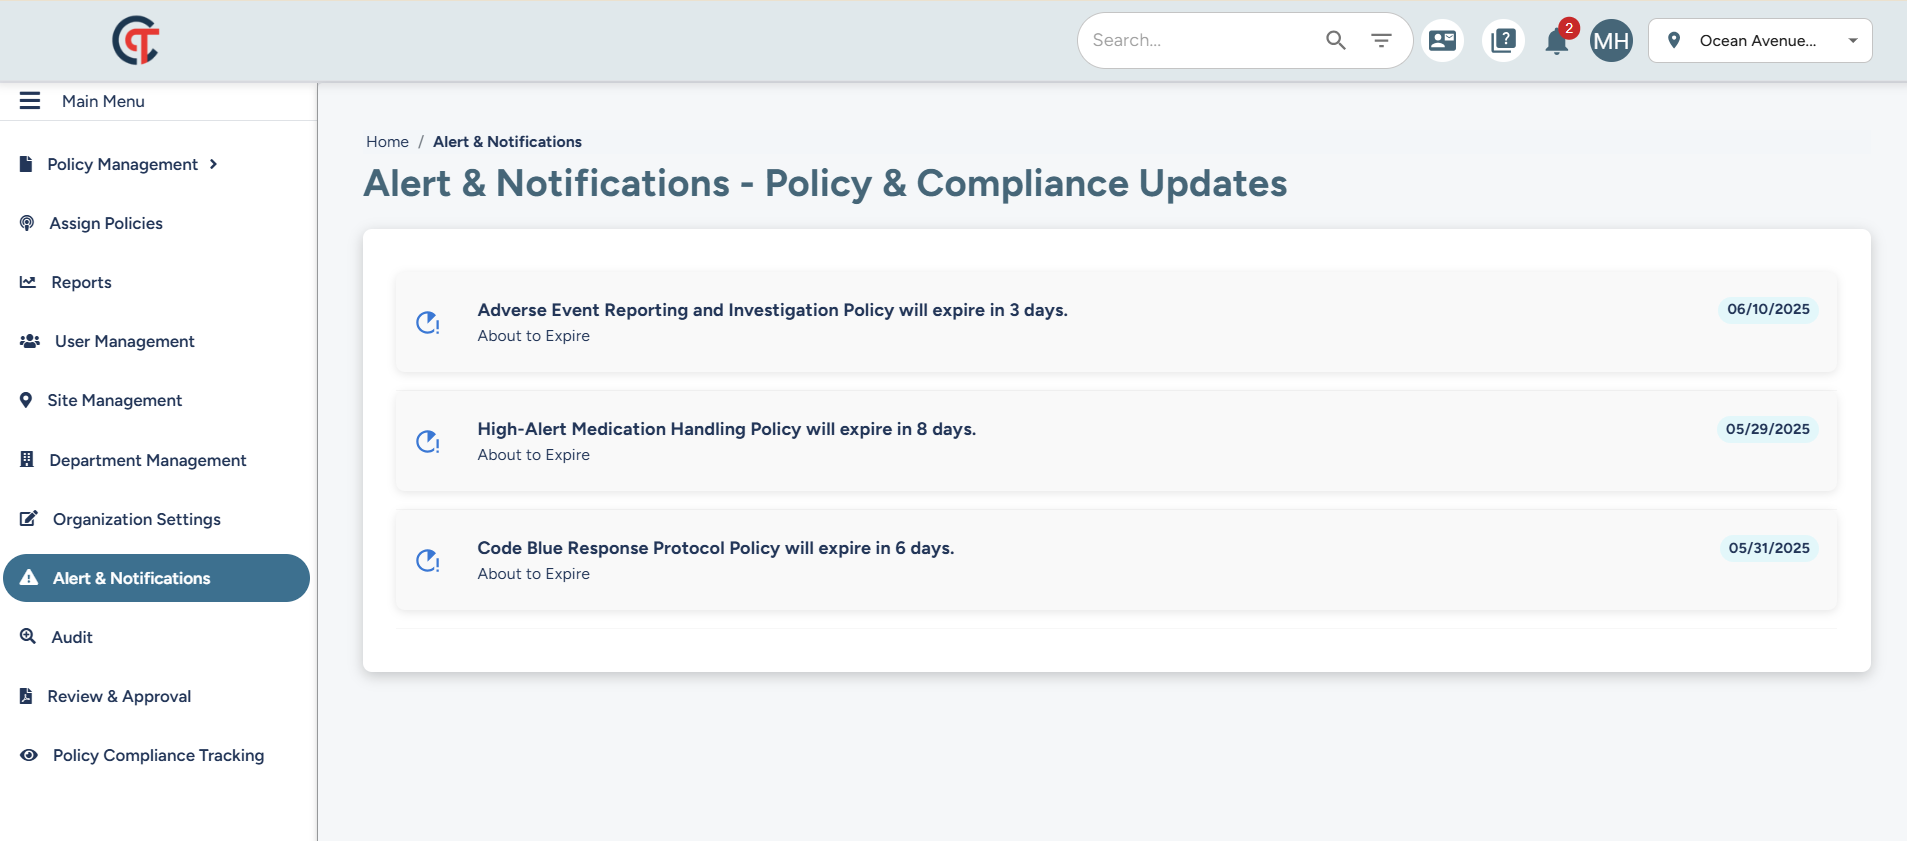 Search...
?
2
MH
Ocean Avenue...
Main Menu
Policy Management
Assign Policies
Reports
User Management
Site Management
Department Management
Organization Settings
Alert & Notifications
Audit
Review & Approval
Policy Compliance Tracking
Home / Alert & Notifications
Alert & Notifications - Policy & Compliance Updates
Adverse Event Reporting and Investigation Policy will expire in 3 days.
About to Expire
06/10/2025
High-Alert Medication Handling Policy will expire in 8 days.
About to Expire
05/29/2025
Code Blue Response Protocol Policy will expire in 6 days.
About to Expire
05/31/2025